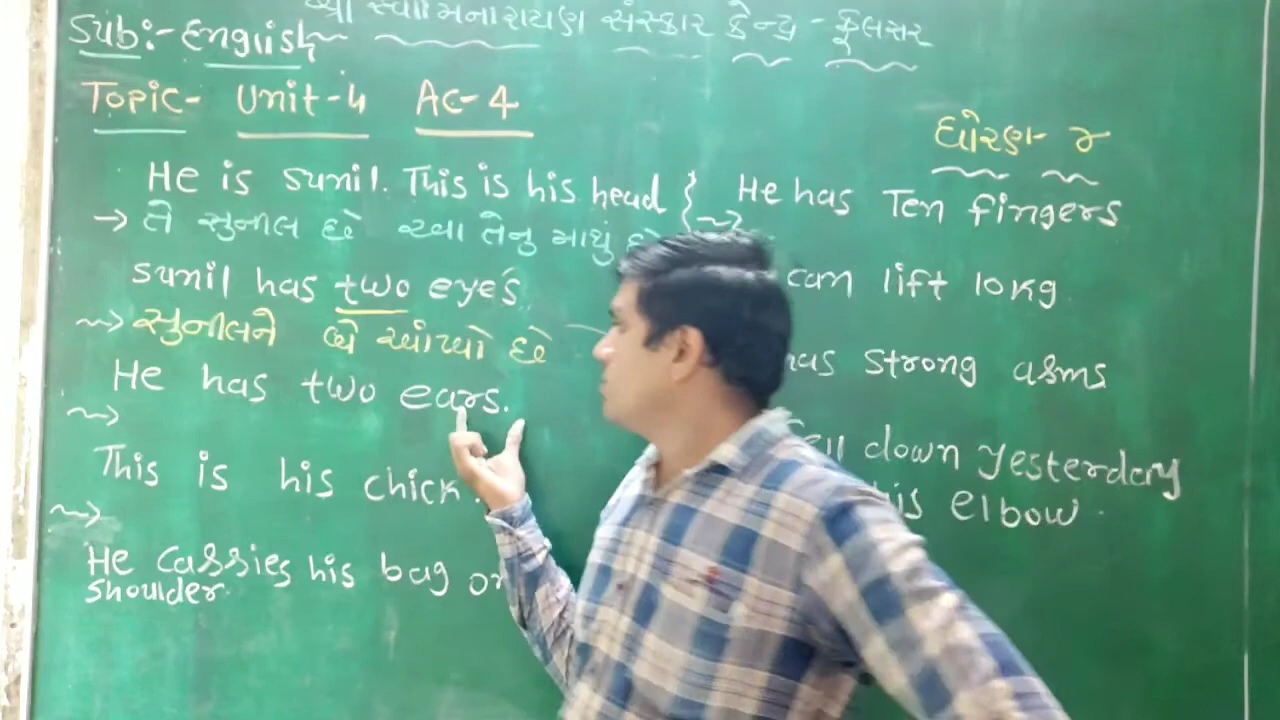 શ્રી સ્વામિનારાયણ સંસ્કાર કેન્દ્ર - ફૂલસર
Sub:- English
Topic- Unit-4 AC-4
ધોરણ- ૪
He is sunil. This is his head
→ તે સુનીલ છે આ તેનુ માથું છે
sunil has two eye's
સુનીલને બે આંખો છે
He has two ears.
This is his chick
He carries his bag on
shoulder.
He has Ten fingers
can lift 10kg
has strong arms
fell down yesterday
his elbow.